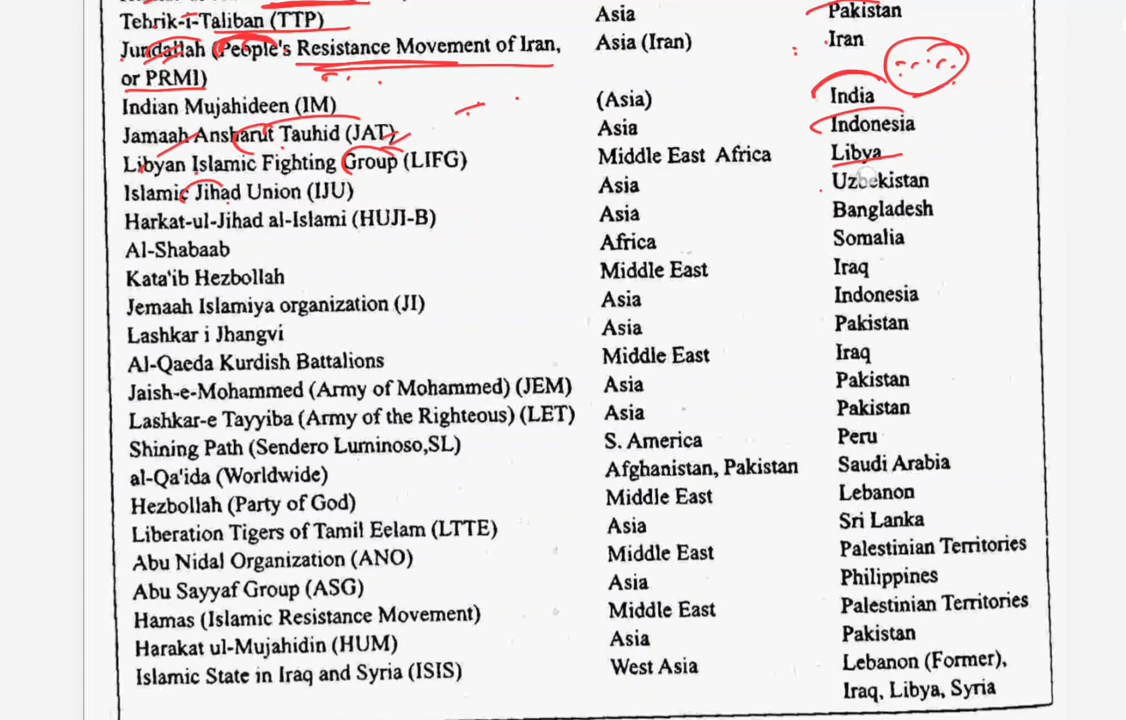 Tehrik-i-Taliban (TTP) Asia Pakistan
Jundallah (People's Resistance Movement of Iran, Asia (Iran) Iran
or PRMI)
Indian Mujahideen (IM) (Asia) India
Jamaah Ansharut Tauhid (JAT) Asia Indonesia
Libyan Islamic Fighting Group (LIFG) Middle East Africa Libya
Islamic Jihad Union (IJU) Asia Uzbekistan
Harkat-ul-Jihad al-Islami (HUJI-B) Asia Bangladesh
Al-Shabaab Africa Somalia
Kata'ib Hezbollah Middle East Iraq
Jemaah Islamiya organization (JI) Asia Indonesia
Lashkar i Jhangvi Asia Pakistan
Al-Qaeda Kurdish Battalions Middle East Iraq
Jaish-e-Mohammed (Army of Mohammed) (JEM) Asia Pakistan
Lashkar-e Tayyiba (Army of the Righteous) (LET) Asia Pakistan
Shining Path (Sendero Luminoso,SL) S. America Peru
al-Qa'ida (Worldwide) Afghanistan, Pakistan Saudi Arabia
Hezbollah (Party of God) Middle East Lebanon
Liberation Tigers of Tamil Eelam (LTTE) Asia Sri Lanka
Abu Nidal Organization (ANO) Middle East Palestinian Territories
Abu Sayyaf Group (ASG) Asia Philippines
Hamas (Islamic Resistance Movement) Middle East Palestinian Territories
Harakat ul-Mujahidin (HUM) Asia Pakistan
Islamic State in Iraq and Syria (ISIS) West Asia Lebanon (Former),
Iraq, Libya, Syria